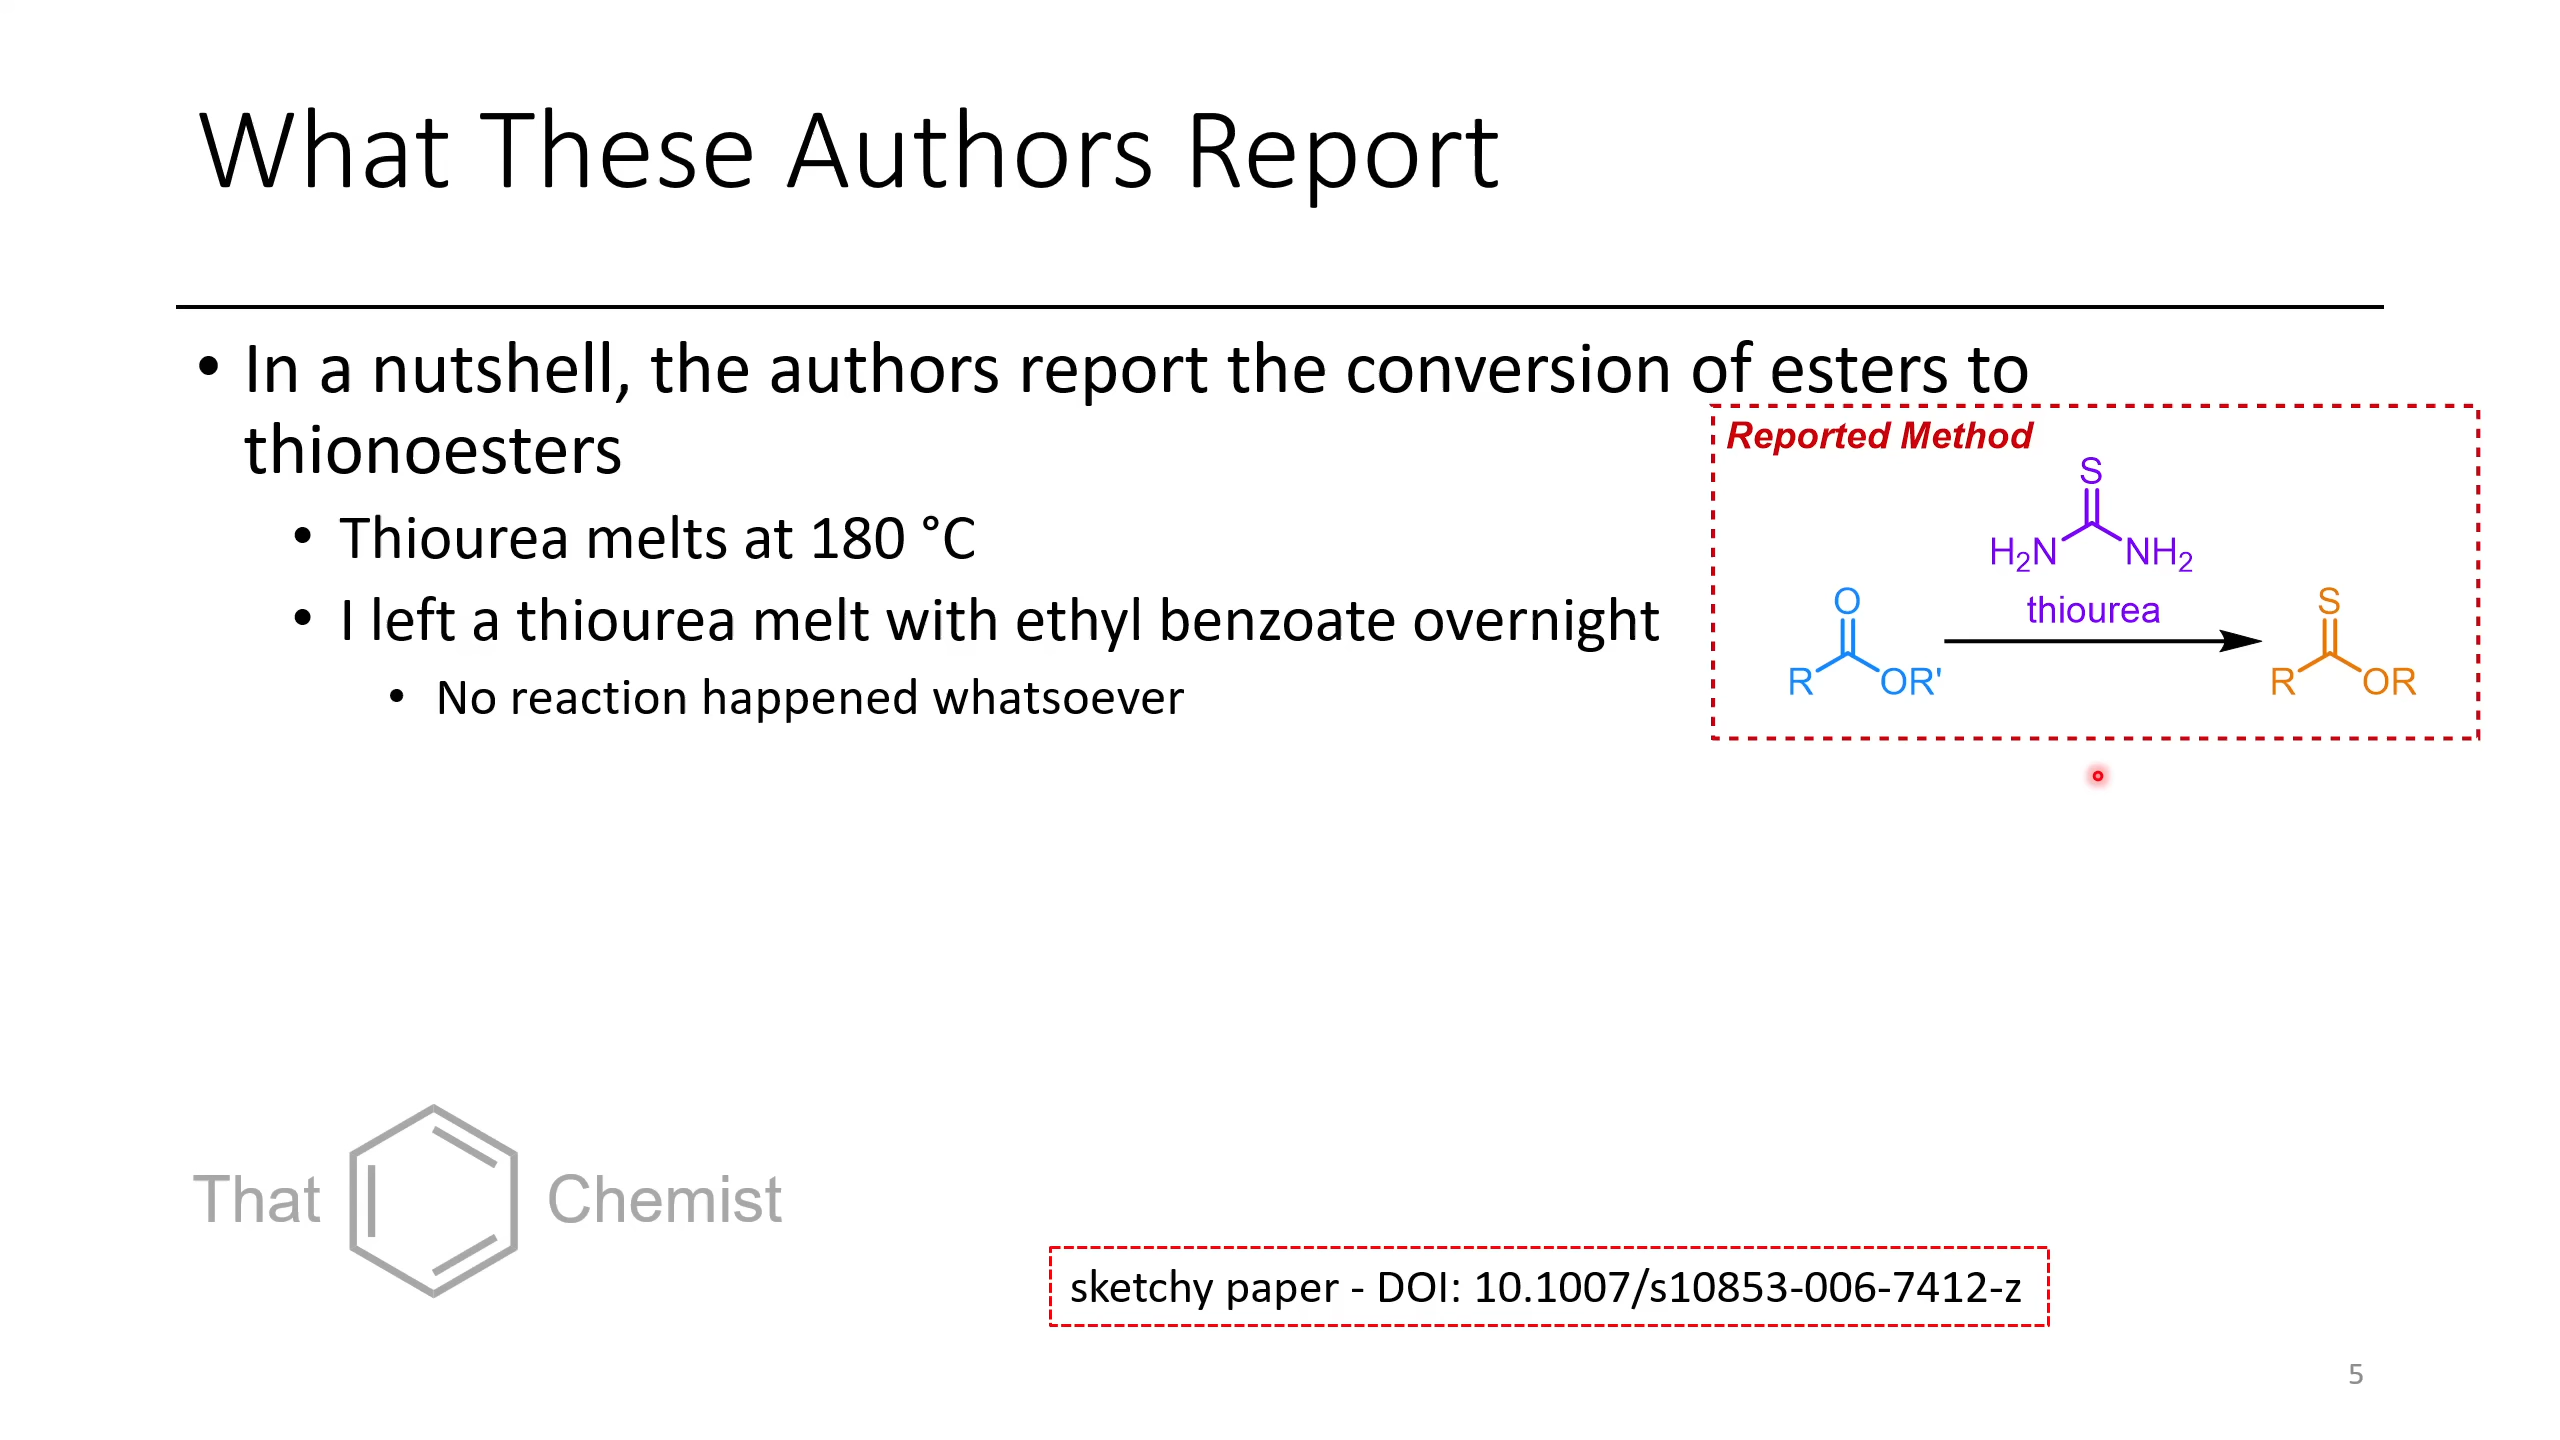 What These Authors Report
• In a nutshell, the authors report the conversion of esters to
thionoesters
• Thiourea melts at 180 °C
• I left a thiourea melt with ethyl benzoate overnight
• No reaction happened whatsoever
Reported Method
S
H2N NH2
thiourea
O
R OR'
S
R OR
That Chemist
sketchy paper - DOI: 10.1007/s10853-006-7412-z
5